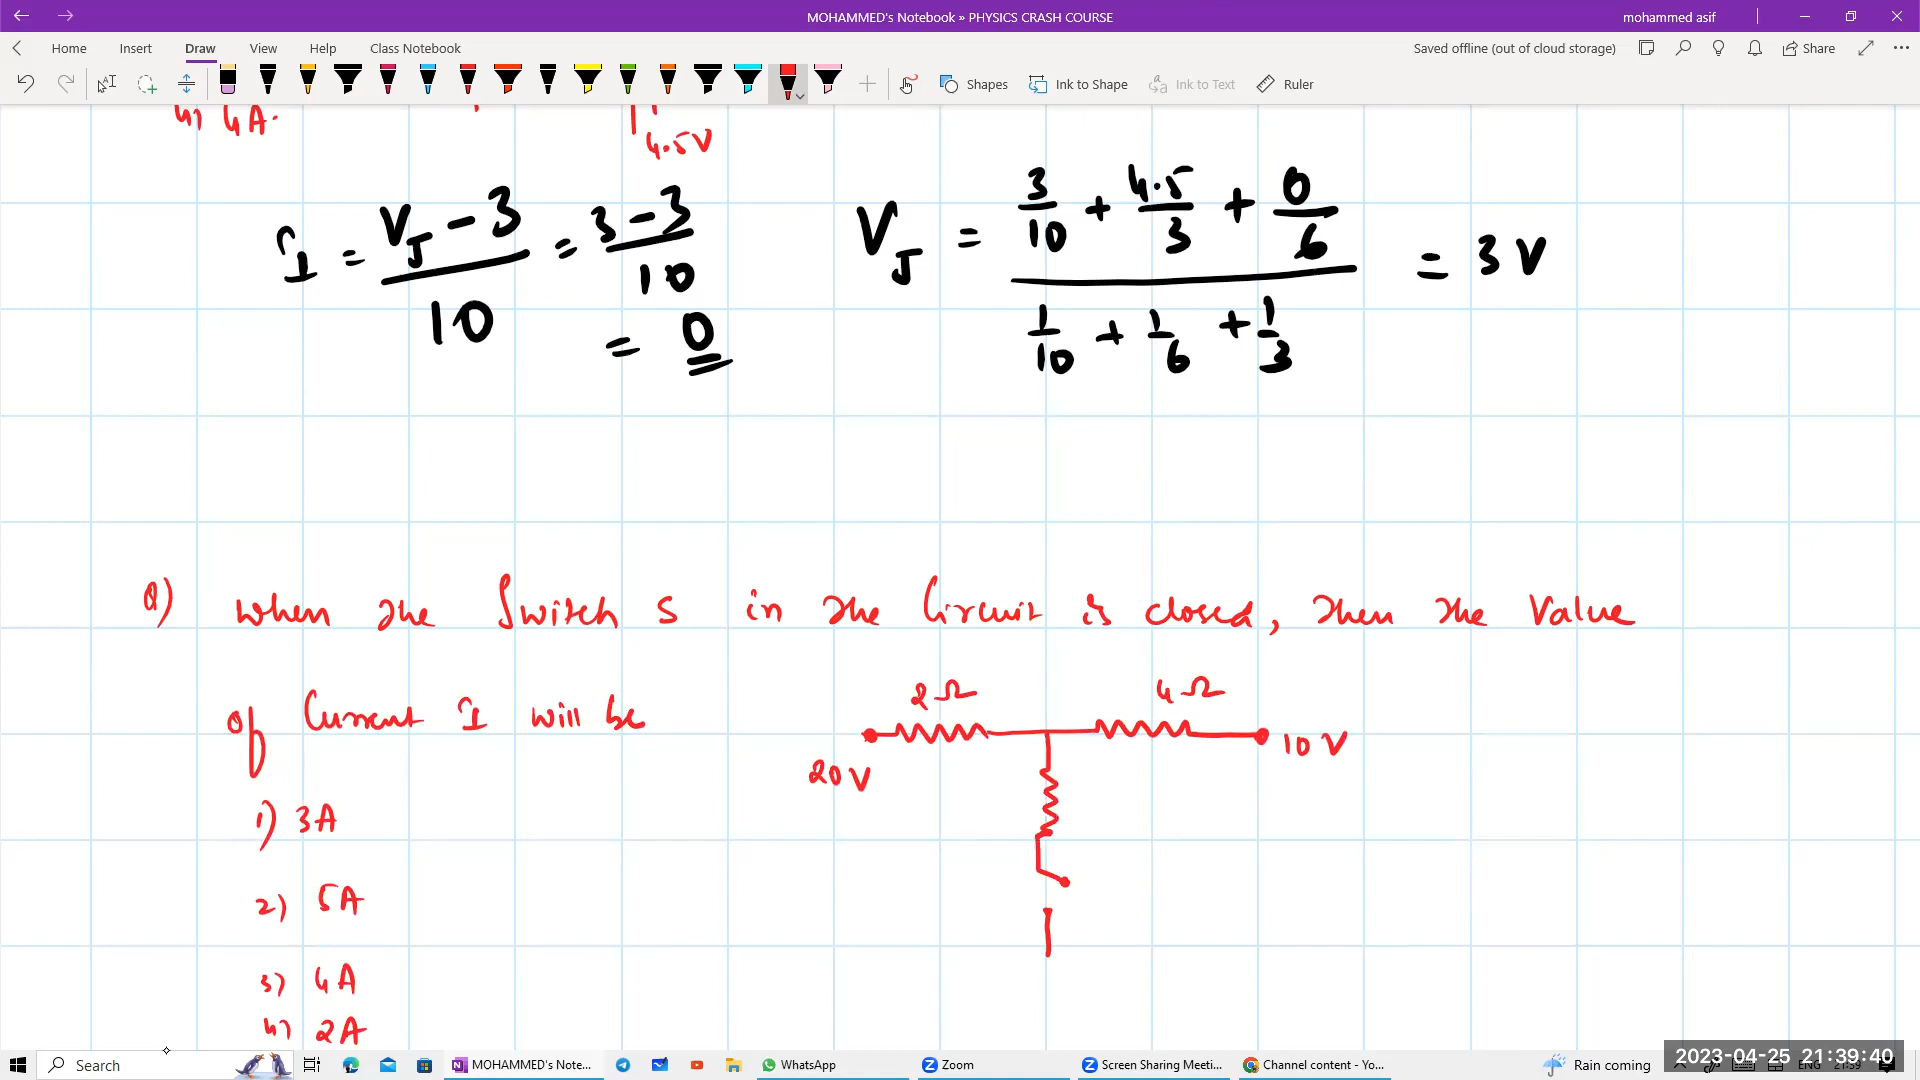 MOHAMMED's Notebook » PHYSICS CRASH COURSE
mohammed asif
Home Insert Draw View Help Class Notebook
Saved offline (out of cloud storage)
Share
Shapes
Ink to Shape
Ink to Text
Ruler
4) 4A.
4.5V
I = (V_J - 3)/10 = (3 - 3)/10
= 0
V_J = (3/10 + 4.5/3 + 0/6)/(1/10 + 1/6 + 1/3) = 3 V
Q) when the Switch S in the Circuit is closed, then the Value
of Current I will be
2Ω
4Ω
20V
10 V
1) 3A
2) 5A
3) 4A
4) 2A
Search
MOHAMMED's Note...
WhatsApp
Zoom
Screen Sharing Meeti...
Channel content - Yo...
Rain coming
2023-04-25 21:39:40